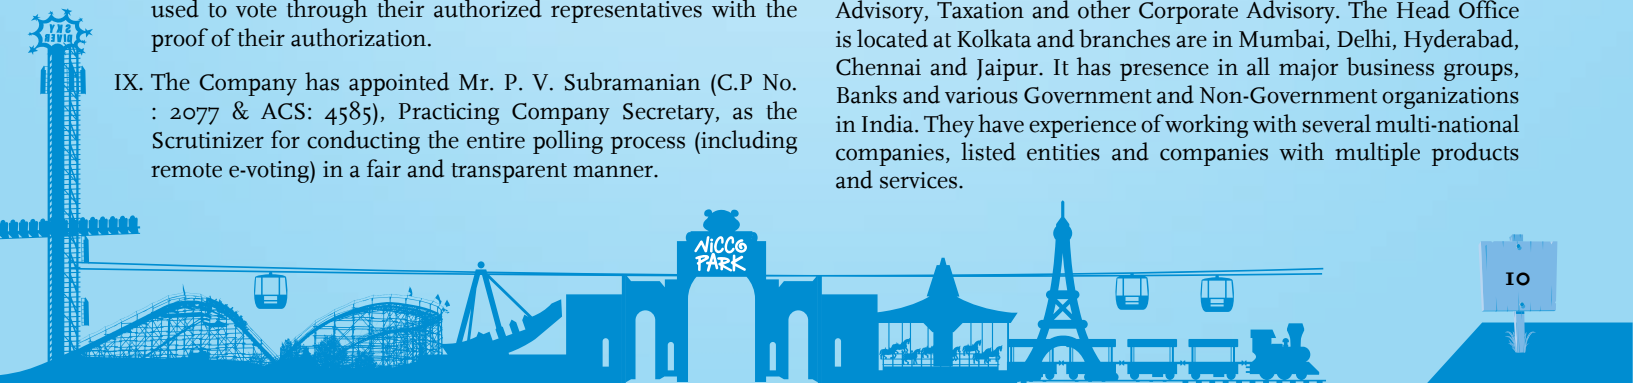 used to vote through their authorized representatives with the
proof of their authorization.
IX. The Company has appointed Mr. P. V. Subramanian (C.P No.
: 2077 & ACS: 4585), Practicing Company Secretary, as the
Scrutinizer for conducting the entire polling process (including
remote e-voting) in a fair and transparent manner.
Advisory, Taxation and other Corporate Advisory. The Head Office
is located at Kolkata and branches are in Mumbai, Delhi, Hyderabad,
Chennai and Jaipur. It has presence in all major business groups,
Banks and various Government and Non-Government organizations
in India. They have experience of working with several multi-national
companies, listed entities and companies with multiple products
and services.
SKY
DIVER
NICCO
PARK
10